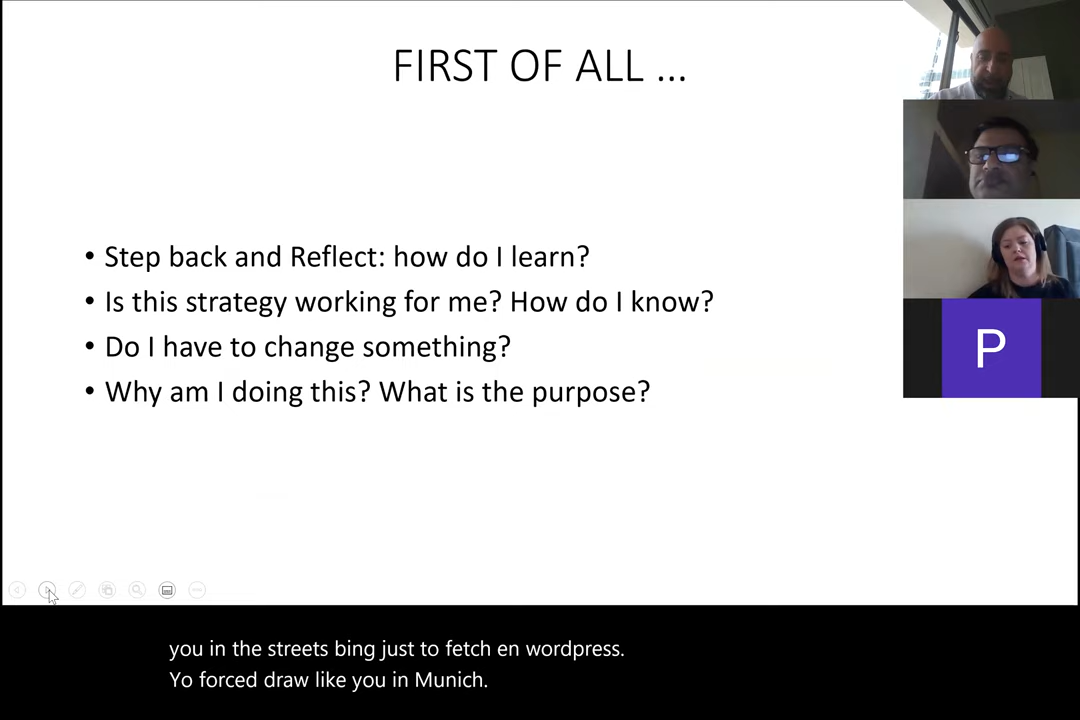 FIRST OF ALL ...
• Step back and Reflect: how do I learn?
• Is this strategy working for me? How do I know?
• Do I have to change something?
• Why am I doing this? What is the purpose?
P
you in the streets bing just to fetch en wordpress.
Yo forced draw like you in Munich.